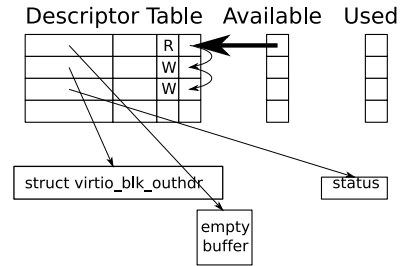 Descriptor Table Available Used
R
W
W
struct virtio_blk_outhdr
status
empty
buffer